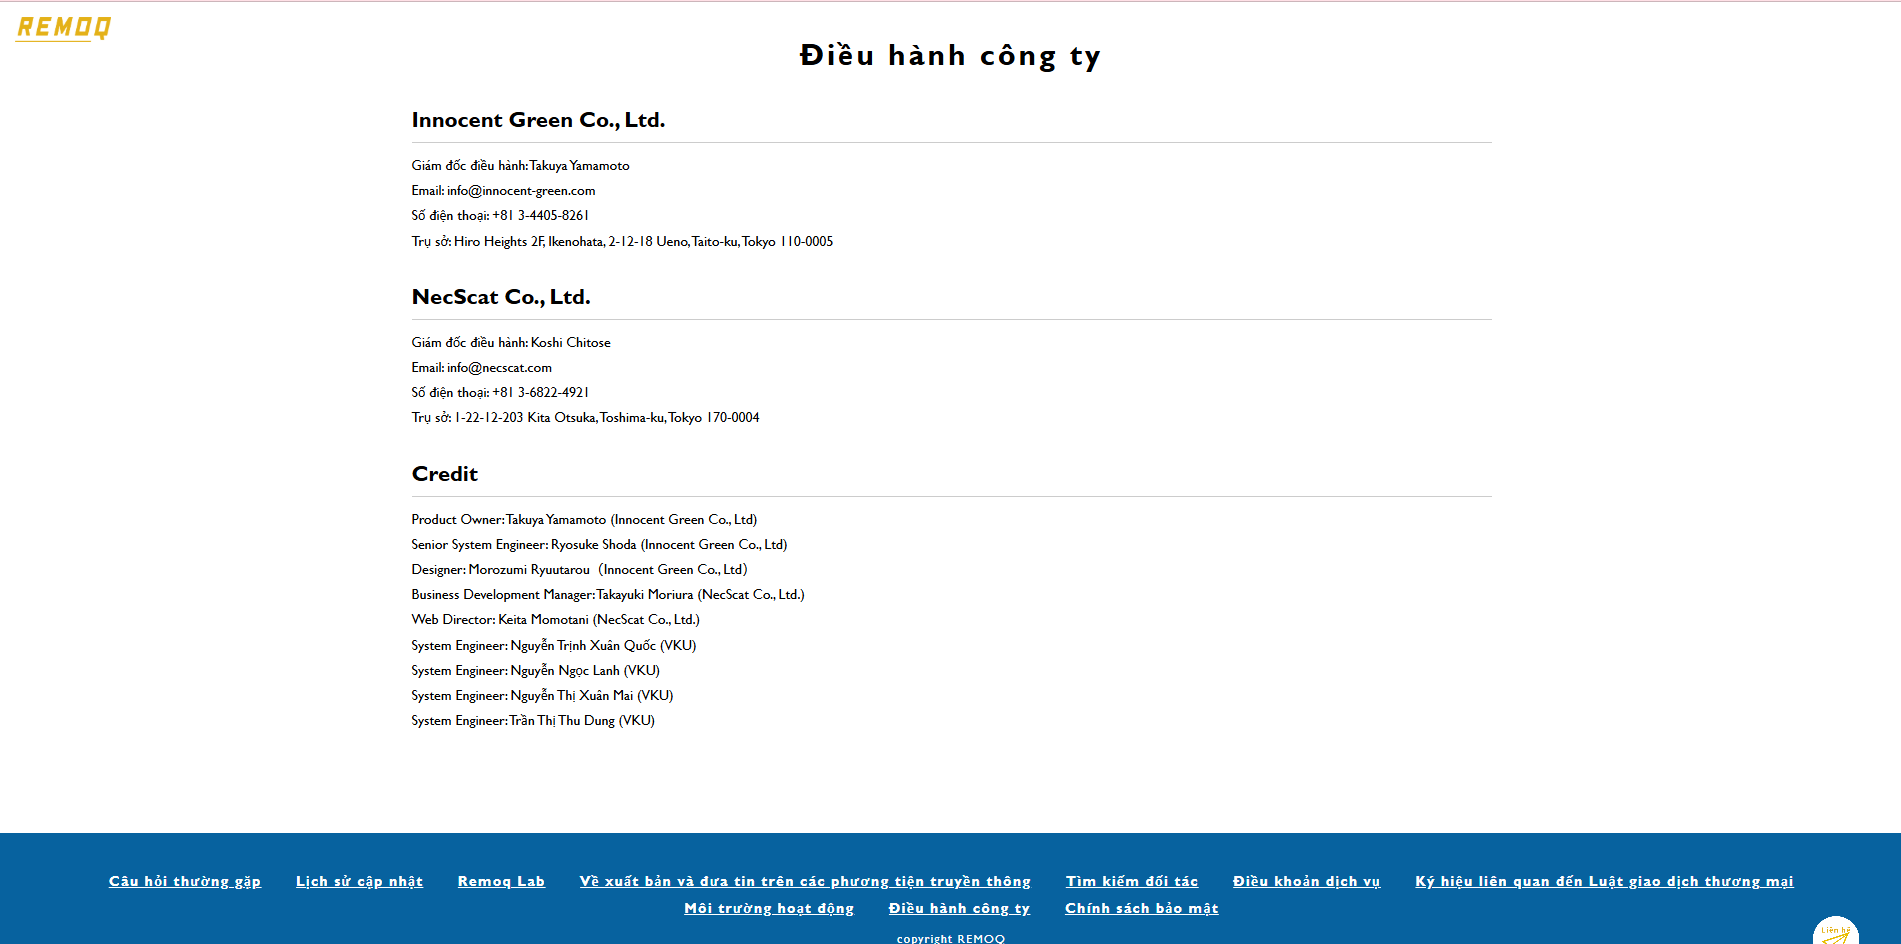 REMOQ
Điều hành công ty
Innocent Green Co., Ltd.
Giám đốc điều hành: Takuya Yamamoto
Email: info@innocent-green.com
Số điện thoại: +81 3-4405-8261
Trụ sở: Hiro Heights 2F, Ikenohata, 2-12-18 Ueno, Taito-ku, Tokyo 110-0005
NecScat Co., Ltd.
Giám đốc điều hành: Koshi Chitose
Email: info@necscat.com
Số điện thoại: +81 3-6822-4921
Trụ sở: 1-22-12-203 Kita Otsuka, Toshima-ku, Tokyo 170-0004
Credit
Product Owner: Takuya Yamamoto (Innocent Green Co., Ltd)
Senior System Engineer: Ryosuke Shoda (Innocent Green Co., Ltd)
Designer: Morozumi Ryuutarou（Innocent Green Co., Ltd）
Business Development Manager: Takayuki Moriura (NecScat Co., Ltd.)
Web Director: Keita Momotani (NecScat Co., Ltd.)
System Engineer: Nguyễn Trịnh Xuân Quốc (VKU)
System Engineer: Nguyễn Ngọc Lanh (VKU)
System Engineer: Nguyễn Thị Xuân Mai (VKU)
System Engineer: Trần Thị Thu Dung (VKU)
Câu hỏi thường gặp Lịch sử cập nhật Remoq Lab Về xuất bản và đưa tin trên các phương tiện truyền thông Tìm kiếm đối tác Điều khoản dịch vụ Ký hiệu liên quan đến Luật giao dịch thương mại
Môi trường hoạt động Điều hành công ty Chính sách bảo mật
copyright REMOQ
Liên hệ